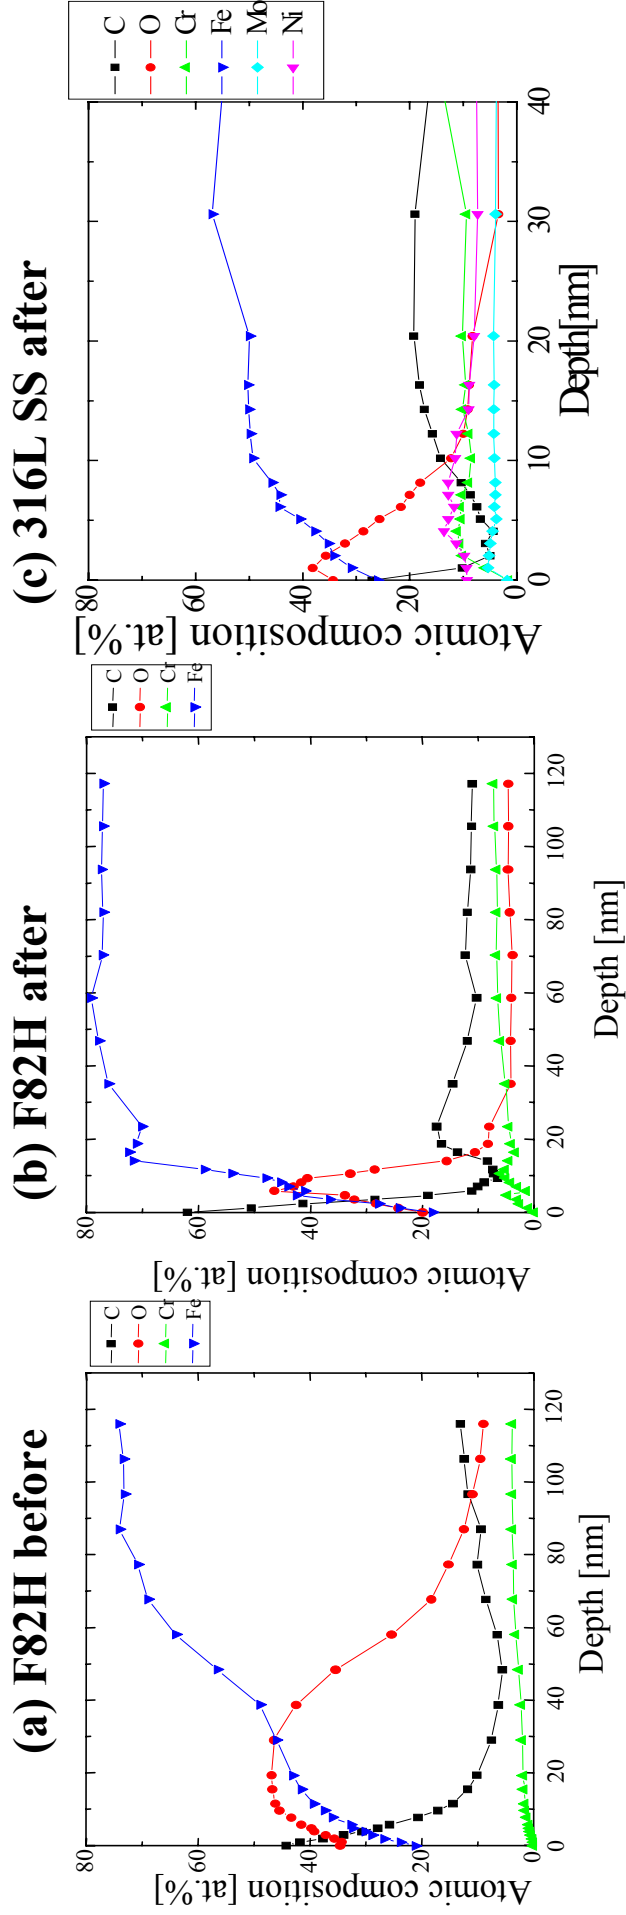 (a) F82H before
C
O
Cr
Fe
Atomic composition [at.%]
80
60
40
20
0
0
20
40
60
80
100
120
Depth [nm]
(b) F82H after
C
O
Cr
Fe
Atomic composition [at.%]
80
60
40
20
0
0
20
40
60
80
100
120
Depth [nm]
(c) 316L SS after
C
O
Cr
Fe
Mo
Ni
Atomic composition [at.%]
80
60
40
20
0
0
10
20
30
40
Depth[nm]